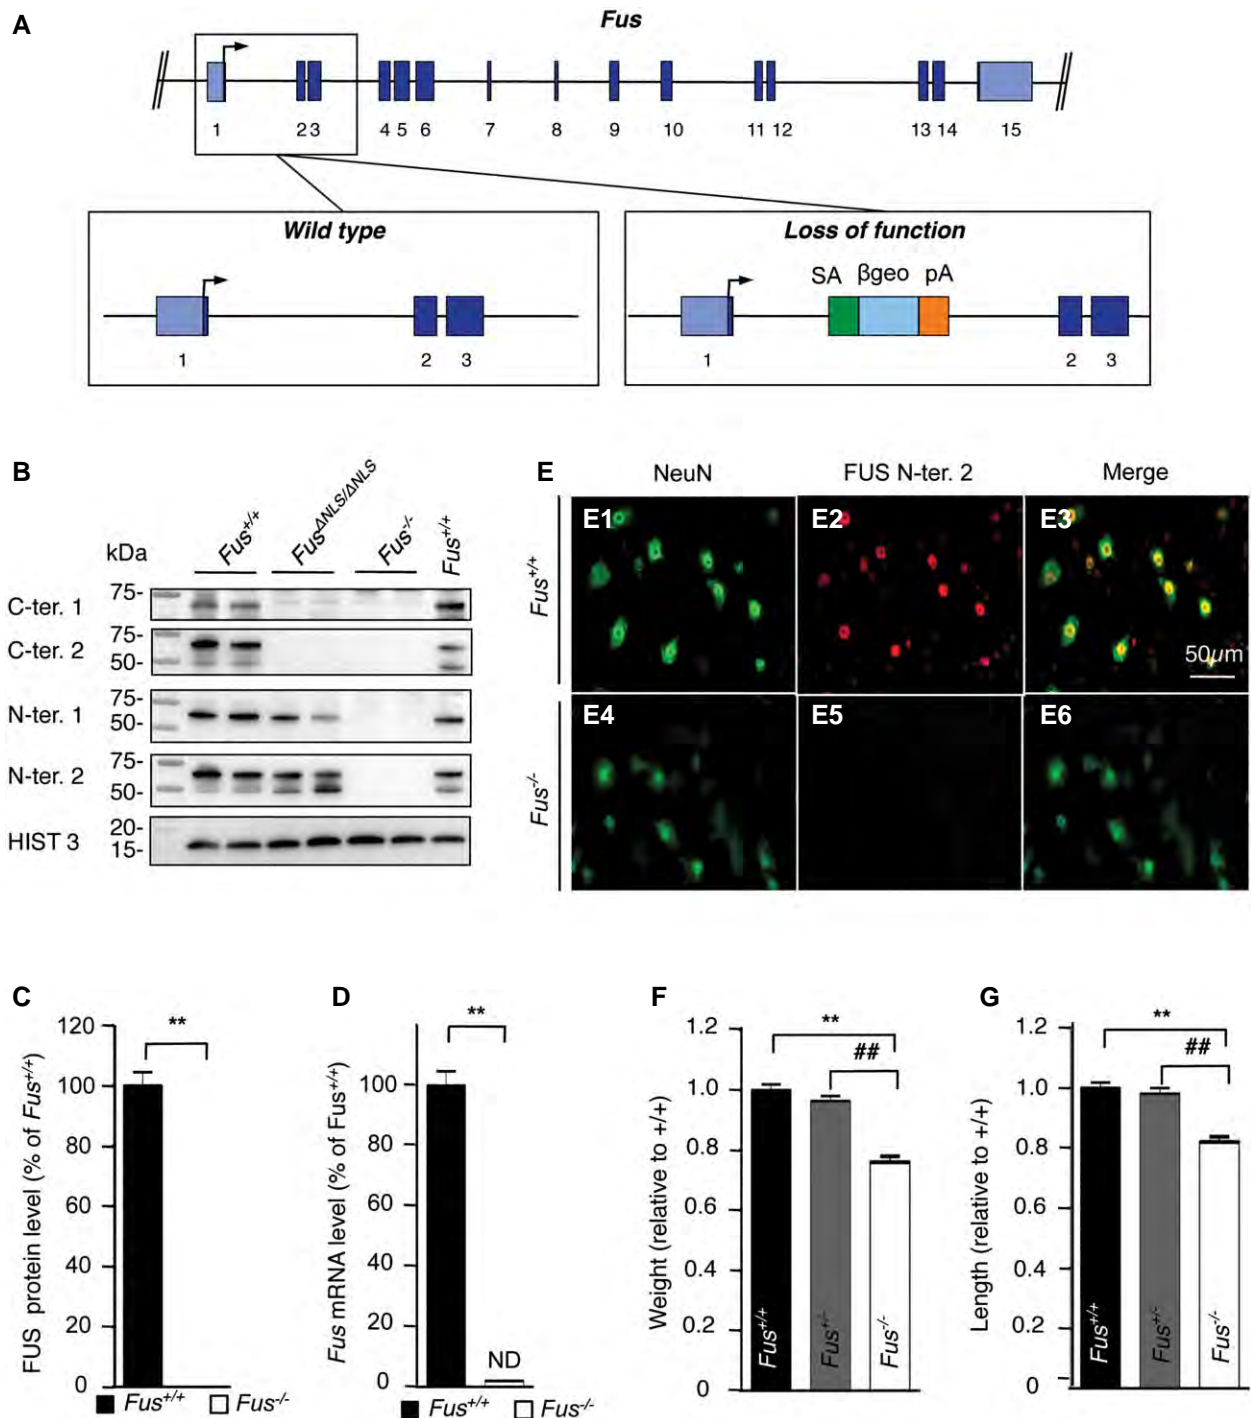 A
Fus
1 2 3 4 5 6 7 8 9 10 11 12 13 14 15
Wild type
1 2 3
Loss of function
SA βgeo pA
1 2 3
B
kDa
Fus+/+
FusΔNLS/ΔNLS
Fus-/-
Fus+/+
C-ter. 1
75-
C-ter. 2
75-
50-
N-ter. 1
75-
50-
N-ter. 2
75-
50-
HIST 3
20-
15-
E
NeuN FUS N-ter. 2 Merge
Fus+/+
E1 E2 E3
50µm
Fus-/-
E4 E5 E6
C
FUS protein level (% of Fus+/+)
120
100
80
60
40
20
0
**
Fus+/+ Fus-/-
D
Fus mRNA level (% of Fus+/+)
100
80
60
40
20
0
**
ND
Fus+/+ Fus-/-
F
Weight (relative to +/+)
1.2
1.0
0.8
0.6
0.4
0.2
0
**
##
Fus+/+
Fus+/-
Fus-/-
G
Length (relative to +/+)
1.2
1.0
0.8
0.6
0.4
0.2
0
**
##
Fus+/+
Fus+/-
Fus-/-